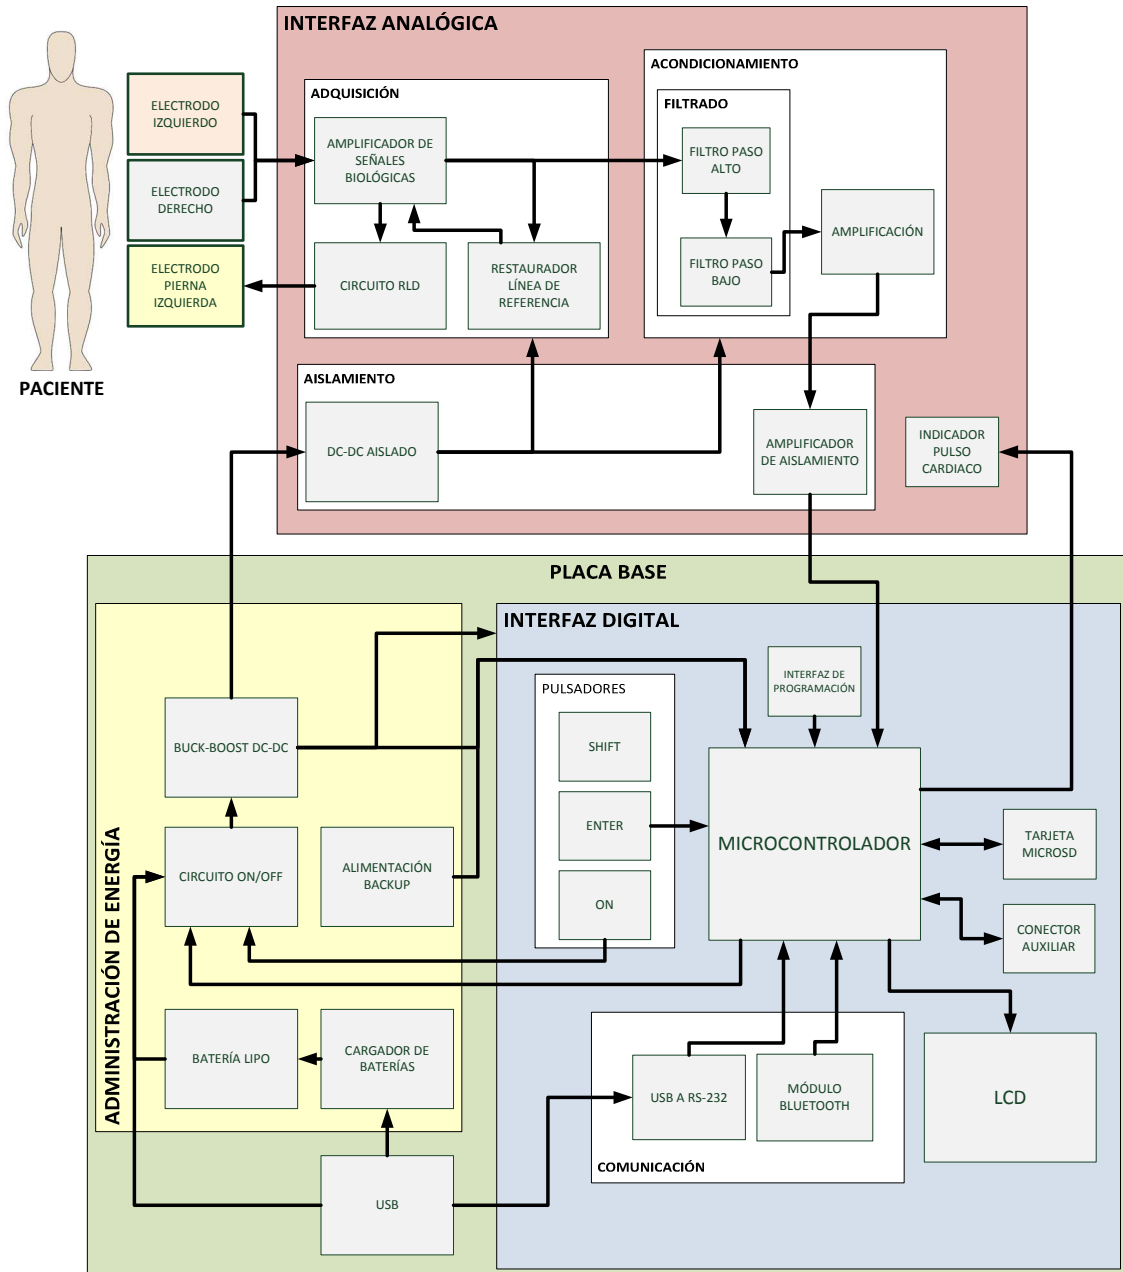 INTERFAZ ANALÓGICA
ELECTRODO
IZQUIERDO
ELECTRODO
DERECHO
ELECTRODO
PIERNA
IZQUIERDA
PACIENTE
ADQUISICIÓN
AMPLIFICADOR DE
SEÑALES
BIOLÓGICAS
CIRCUITO RLD
RESTAURADOR
LÍNEA DE
REFERENCIA
ACONDICIONAMIENTO
FILTRADO
FILTRO PASO
ALTO
FILTRO PASO
BAJO
AMPLIFICACIÓN
AISLAMIENTO
DC-DC AISLADO
AMPLIFICADOR
DE AISLAMIENTO
INDICADOR
PULSO
CARDIACO
PLACA BASE
ADMINISTRACIÓN DE ENERGÍA
BUCK-BOOST DC-DC
CIRCUITO ON/OFF
ALIMENTACIÓN
BACKUP
BATERÍA LIPO
CARGADOR DE
BATERÍAS
USB
INTERFAZ DIGITAL
PULSADORES
SHIFT
ENTER
ON
INTERFAZ DE
PROGRAMACIÓN
MICROCONTROLADOR
TARJETA
MICROSD
CONECTOR
AUXILIAR
LCD
USB A RS-232
MÓDULO
BLUETOOTH
COMUNICACIÓN